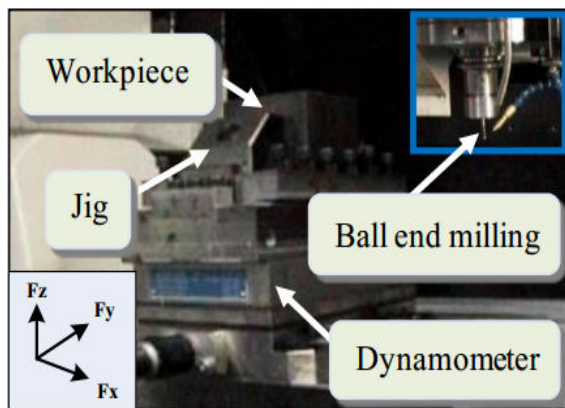 Workpiece
Jig
Ball end milling
Fz
Fy
Fx
Dynamometer